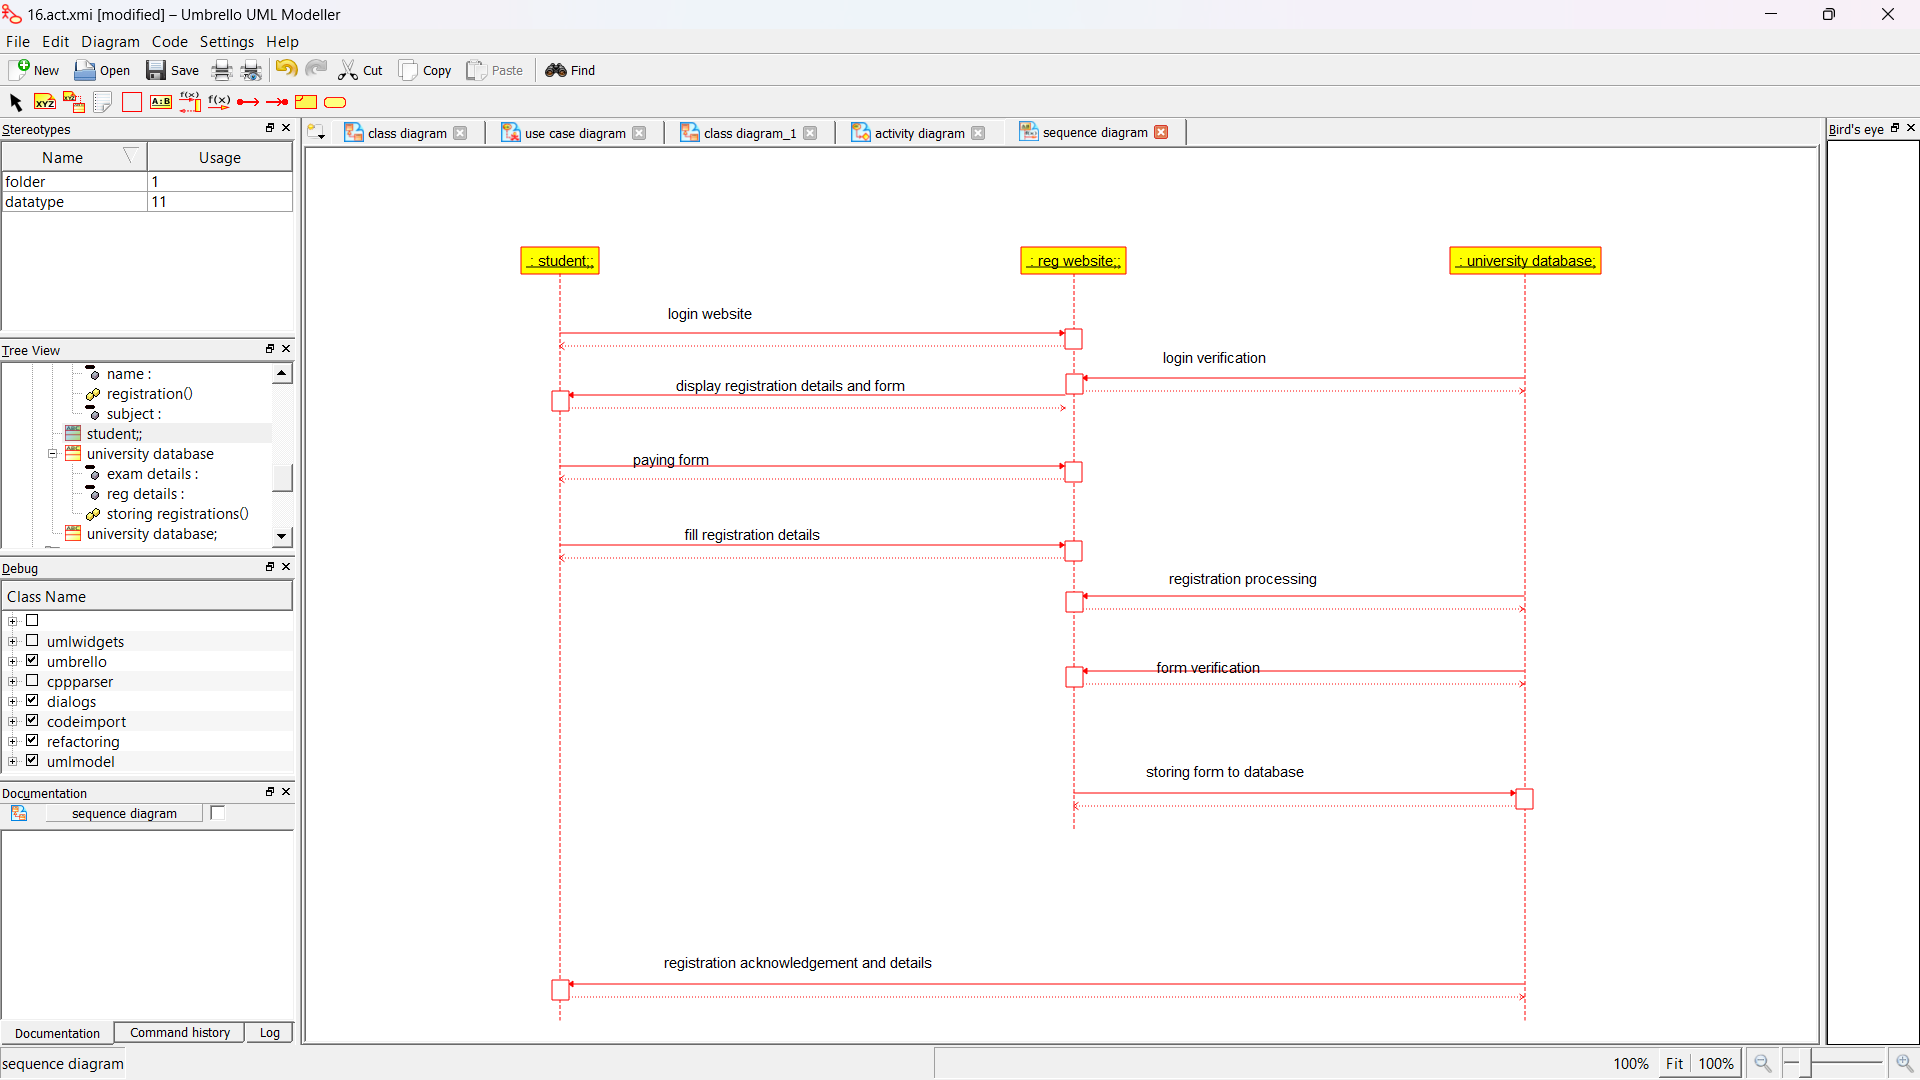 16.act.xmi [modified] – Umbrello UML Modeller
File Edit Diagram Code Settings Help
New Open Save Cut Copy Paste Find
XYZ XYZ A:B f(x) f(x)
Stereotypes
Name Usage
folder 1
datatype 11
Tree View
name :
registration()
subject :
student;;
university database
exam details :
reg details :
storing registrations()
university database;
Debug
Class Name
umlwidgets
umbrello
cppparser
dialogs
codeimport
refactoring
umlmodel
Documentation
sequence diagram
Documentation Command history Log
class diagram use case diagram class diagram_1 activity diagram sequence diagram
: student;; : reg website;; : university database;
login website
login verification
display registration details and form
paying form
fill registration details
registration processing
form verification
storing form to database
registration acknowledgement and details
Bird's eye
sequence diagram 100% Fit 100%